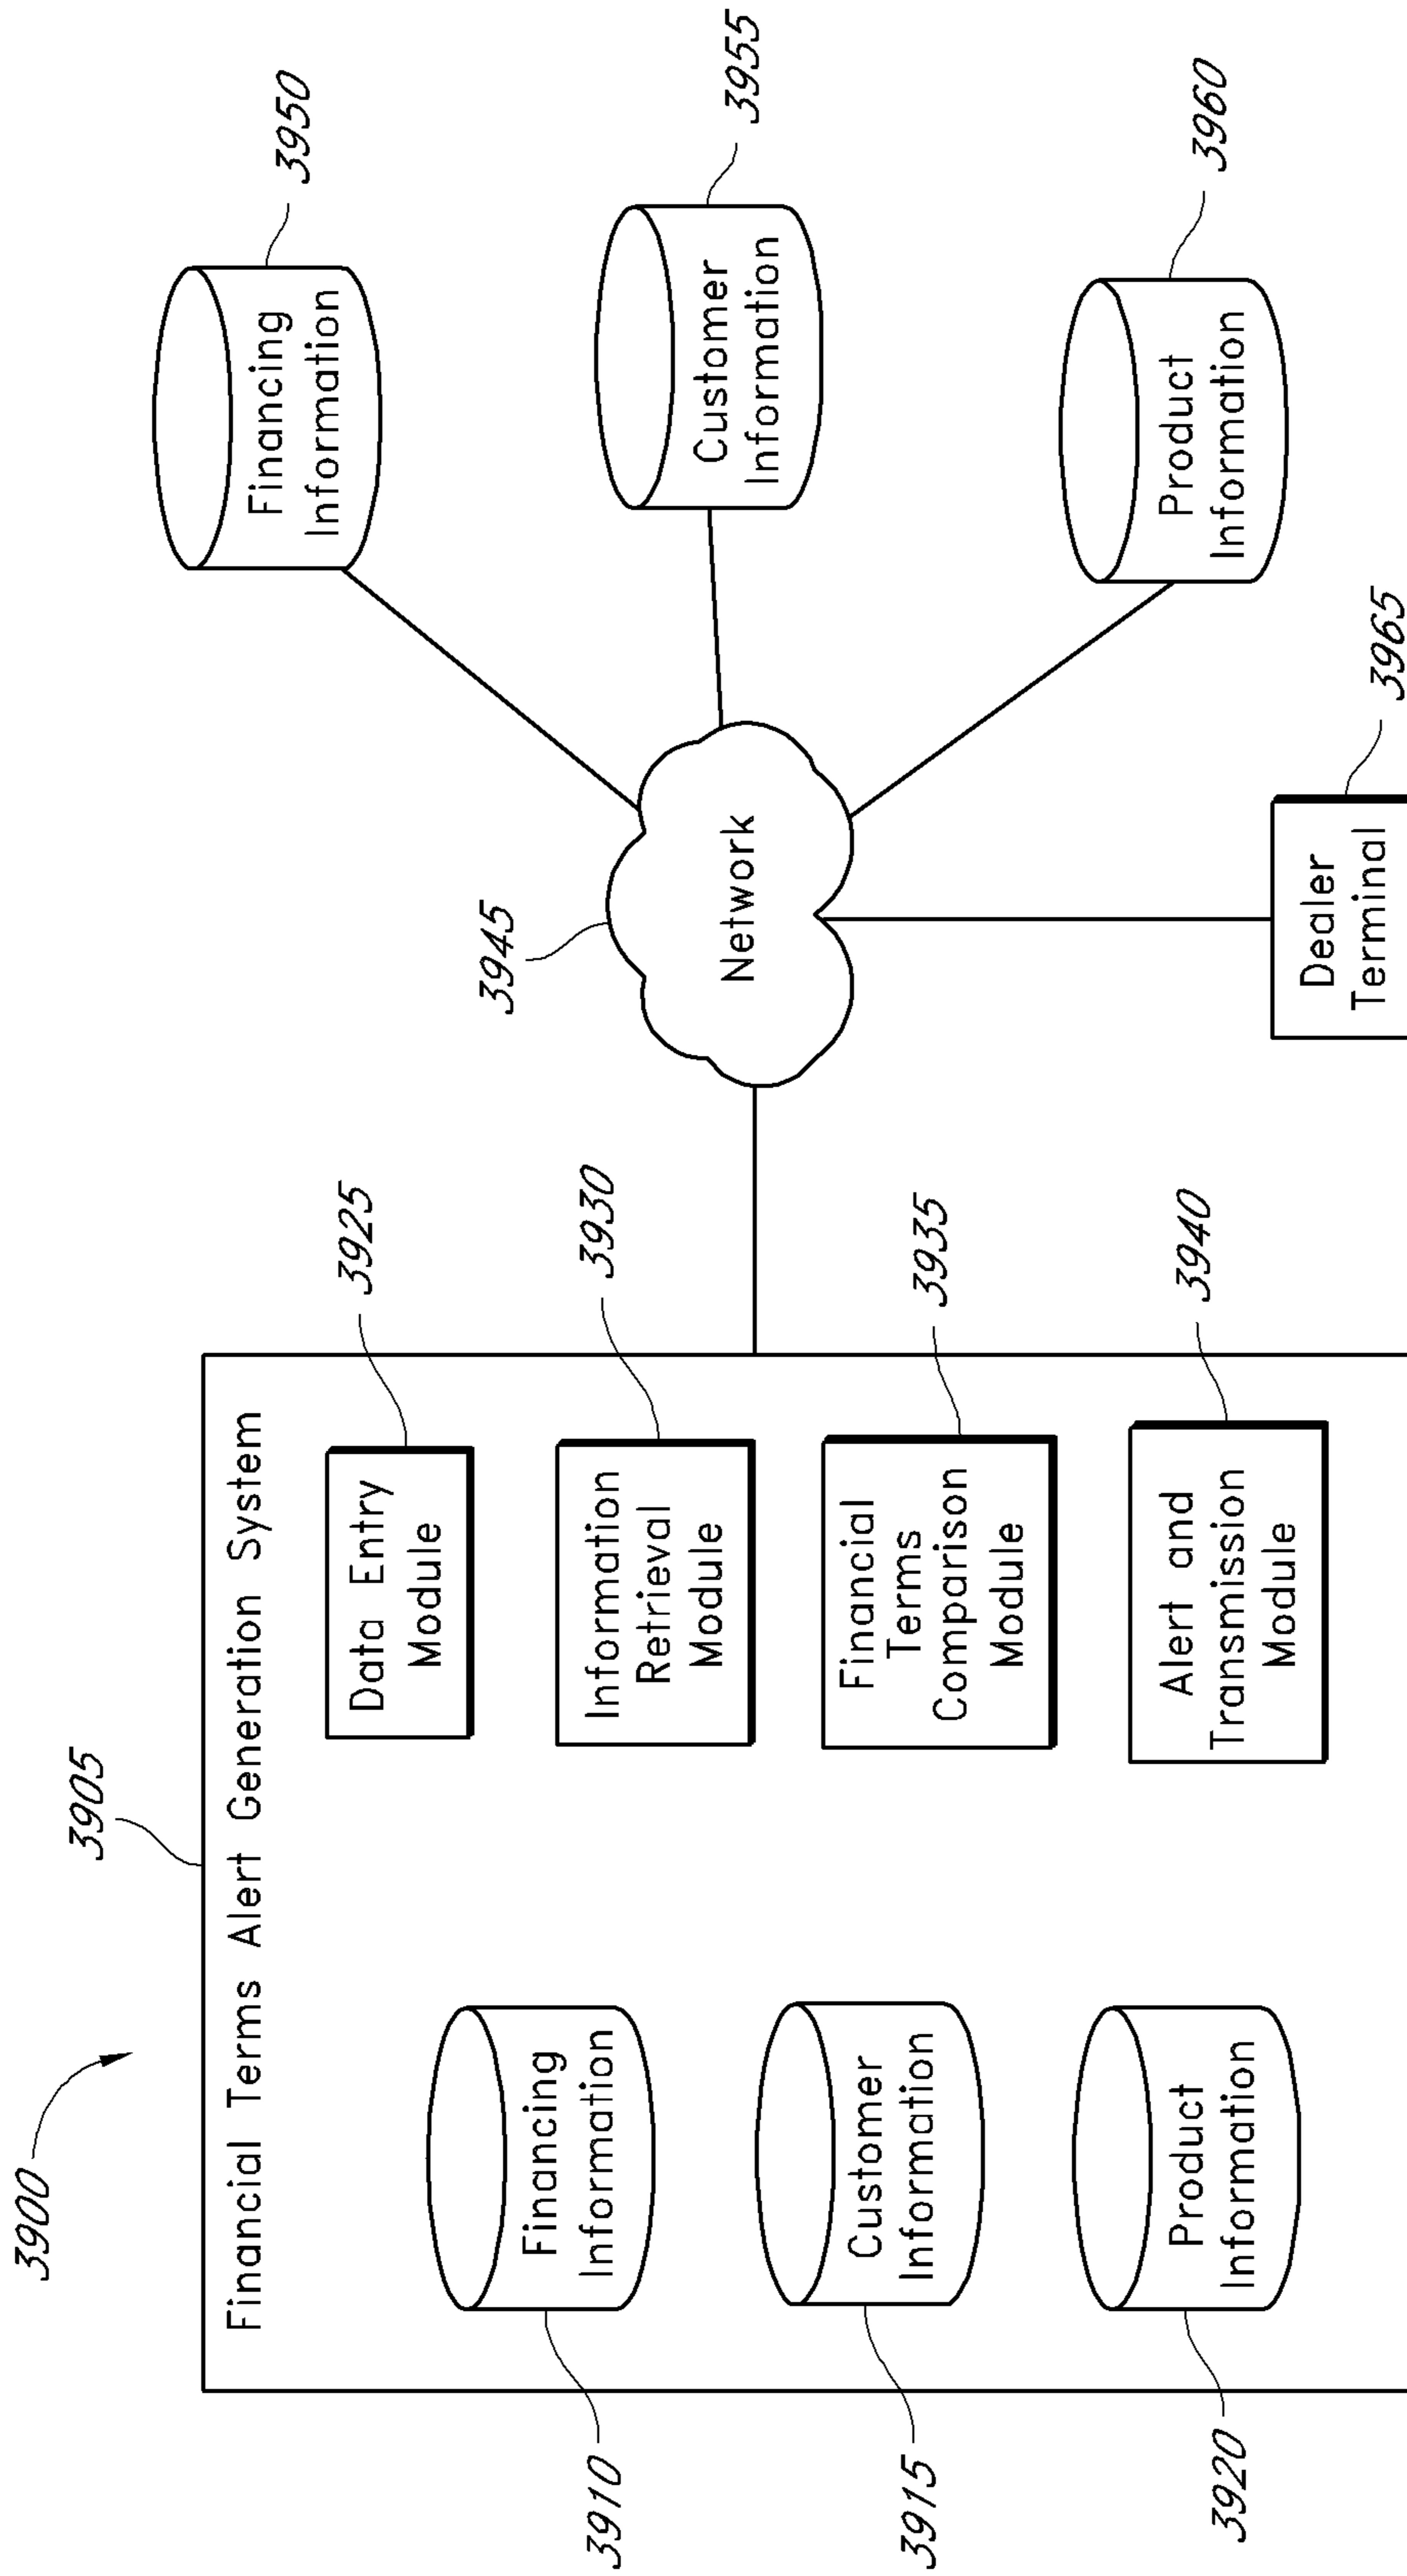 3900
3905
Financial Terms Alert Generation System
3910
Financing
Information
3915
Customer
Information
3920
Product
Information
Data Entry
Module
3925
Information
Retrieval
Module
3930
Financial
Terms
Comparison
Module
3935
Alert and
Transmission
Module
3940
3945
Network
Financing
Information
3950
Customer
Information
3955
Product
Information
3960
Dealer
Terminal
3965